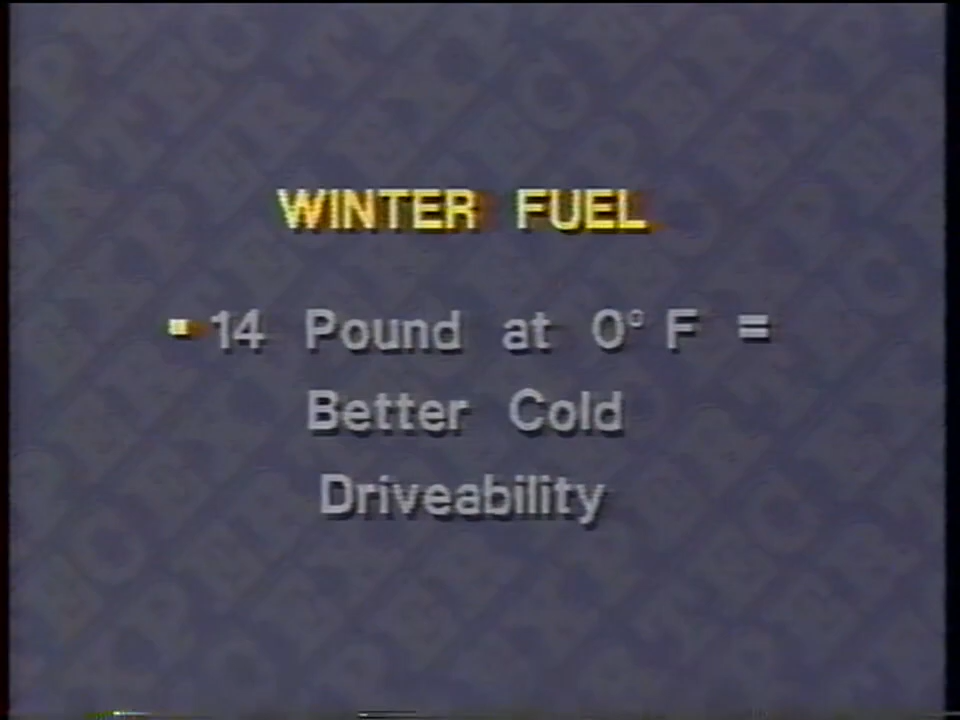 WINTER FUEL
▪ 14 Pound at 0° F =
Better Cold
Driveability